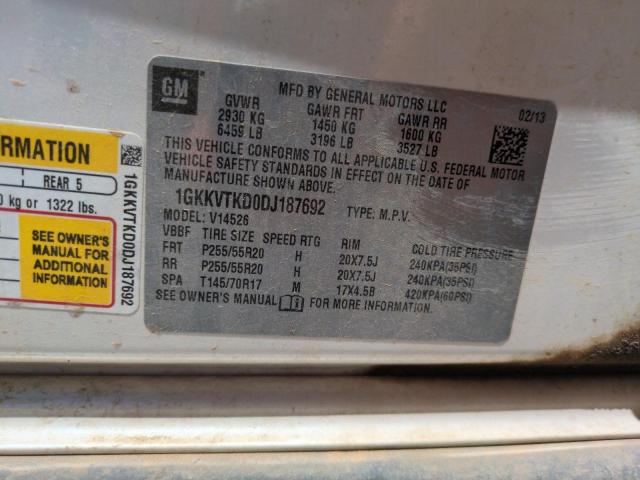 GM
MFD BY GENERAL MOTORS LLC
GVWR GAWR FRT GAWR RR 02/13
2930 KG 1450 KG 1600 KG
6459 LB 3196 LB 3527 LB
THIS VEHICLE CONFORMS TO ALL APPLICABLE U.S. FEDERAL MOTOR
VEHICLE SAFETY STANDARDS IN EFFECT ON THE DATE OF
MANUFACTURE SHOWN ABOVE.
1GKKVTKD0DJ187692 TYPE: M.P.V.
MODEL: V14526
VBBF TIRE SIZE SPEED RTG RIM COLD TIRE PRESSURE
FRT P255/55R20 H 20X7.5J 240KPA(35PSI)
RR P255/55R20 H 20X7.5J 240KPA(35PSI)
SPA T145/70R17 M 17X4.5B 420KPA(60PSI)
SEE OWNER'S MANUAL FOR MORE INFORMATION.
ORMATION
REAR 5
0 kg or 1322 lbs.
SEE OWNER'S
MANUAL FOR
ADDITIONAL
INFORMATION
1GKKVTKD0DJ187692